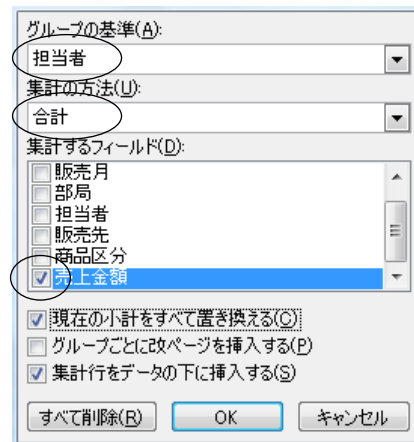 グループの基準(A):
担当者
集計の方法(U):
合計
集計するフィールド(D):
販売月
部局
担当者
販売先
商品区分
売上金額
現在の小計をすべて置き換える(C)
グループごとに改ページを挿入する(P)
集計行をデータの下に挿入する(S)
すべて削除(R) OK キャンセル